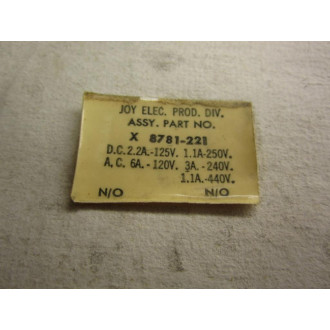 JOY ELEC. PROD. DIV.
ASSY. PART NO.
X 8781-221
D.C. 2.2A.-125V. 1.1A-250V.
A.C. 6A.-120V. 3A.-240V.
1.1A.-440V.
N/O N/O